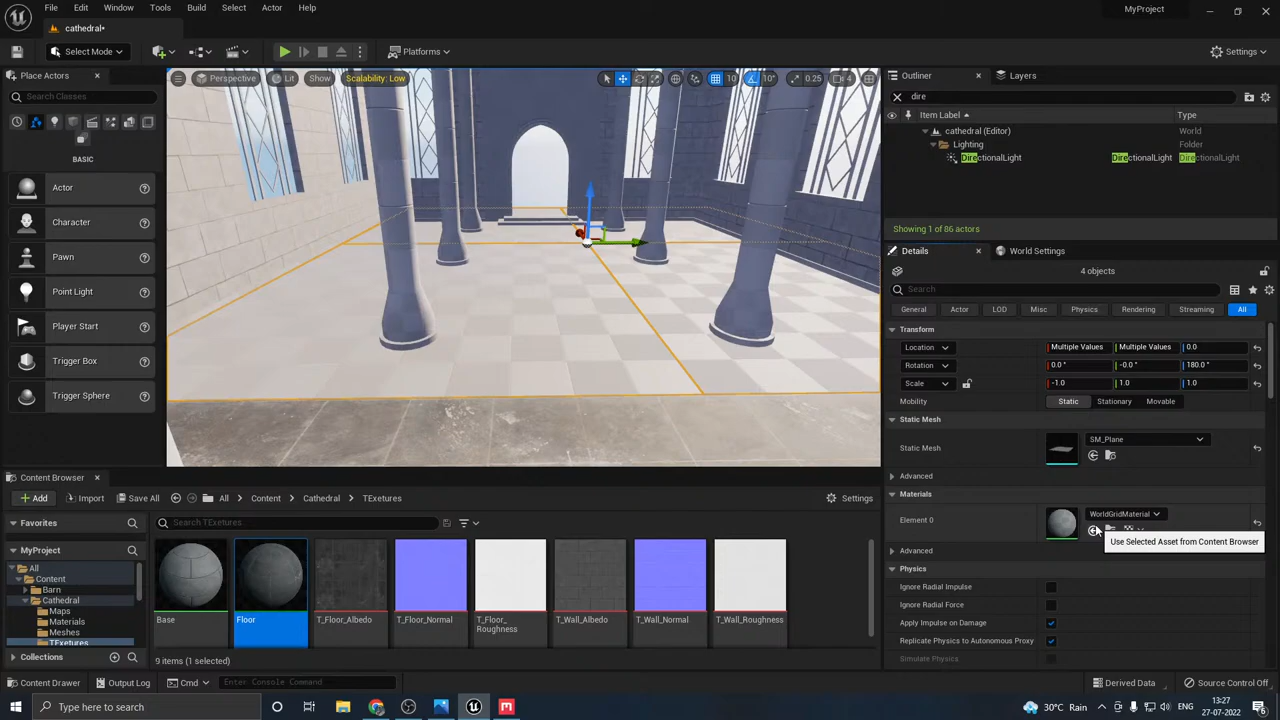 File Edit Window Tools Build Select Actor Help
MyProject
cathedral*
Select Mode
Platforms
Settings
Place Actors
Search Classes
BASIC
Actor
Character
Pawn
Point Light
Player Start
Trigger Box
Trigger Sphere
Perspective Lit Show Scalability: Low
10 10° 0.25 4
Outliner Layers
dire
Item Label Type
cathedral (Editor) World
Lighting Folder
DirectionalLight DirectionalLight DirectionalLight
Showing 1 of 86 actors
Details World Settings
4 objects
Search
General Actor LOD Misc Physics Rendering Streaming All
Transform
Location Multiple Values Multiple Values 0.0
Rotation 0.0 ° -0.0 ° 180.0 °
Scale -1.0 1.0 1.0
Mobility Static Stationary Movable
Static Mesh
Static Mesh SM_Plane
Advanced
Materials
Element 0 WorldGridMaterial
Use Selected Asset from Content Browser
Advanced
Physics
Ignore Radial Impulse
Ignore Radial Force
Apply Impulse on Damage
Replicate Physics to Autonomous Proxy
Simulate Physics
Content Browser
Add Import Save All All Content Cathedral TExetures Settings
Favorites
Search TExetures
MyProject
All
Content
Barn
Cathedral
Maps
Materials
Meshes
TExetures
Collections
Base
Floor
T_Floor_Albedo
T_Floor_Normal
T_Floor_
Roughness
T_Wall_Albedo
T_Wall_Normal
T_Wall_Roughness
9 items (1 selected)
Content Drawer Output Log Cmd Enter Console Command Derived Data Source Control Off
Type here to search
30°C Rain
ENG
13:27
27-07-2022
6